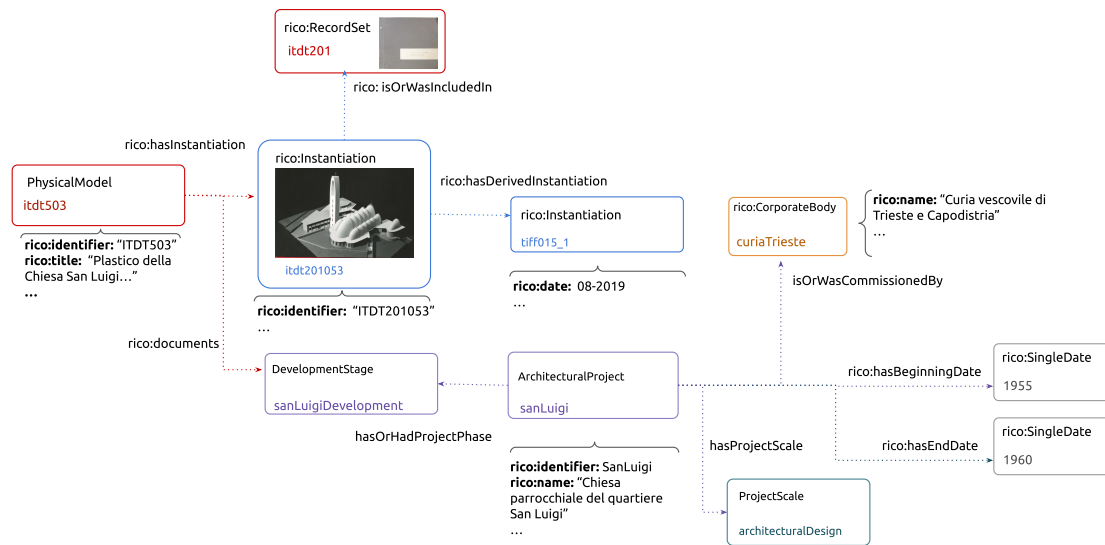 rico:RecordSet
itdt201
rico: isOrWasIncludedIn
rico:hasInstantiation
rico:Instantiation
itdt201053
rico:identifier: “ITDT201053”
…
PhysicalModel
itdt503
rico:identifier: “ITDT503”
rico:title: “Plastico della
Chiesa San Luigi…”
…
rico:hasDerivedInstantiation
rico:Instantiation
tiff015_1
rico:date: 08-2019
…
rico:CorporateBody
curiaTrieste
rico:name: “Curia vescovile di
Trieste e Capodistria”
…
isOrWasCommissionedBy
rico:documents
DevelopmentStage
sanLuigiDevelopment
hasOrHadProjectPhase
ArchitecturalProject
sanLuigi
rico:identifier: SanLuigi
rico:name: “Chiesa
parrocchiale del quartiere
San Luigi”
…
rico:hasBeginningDate
rico:SingleDate
1955
hasProjectScale
rico:hasEndDate
rico:SingleDate
1960
ProjectScale
architecturalDesign